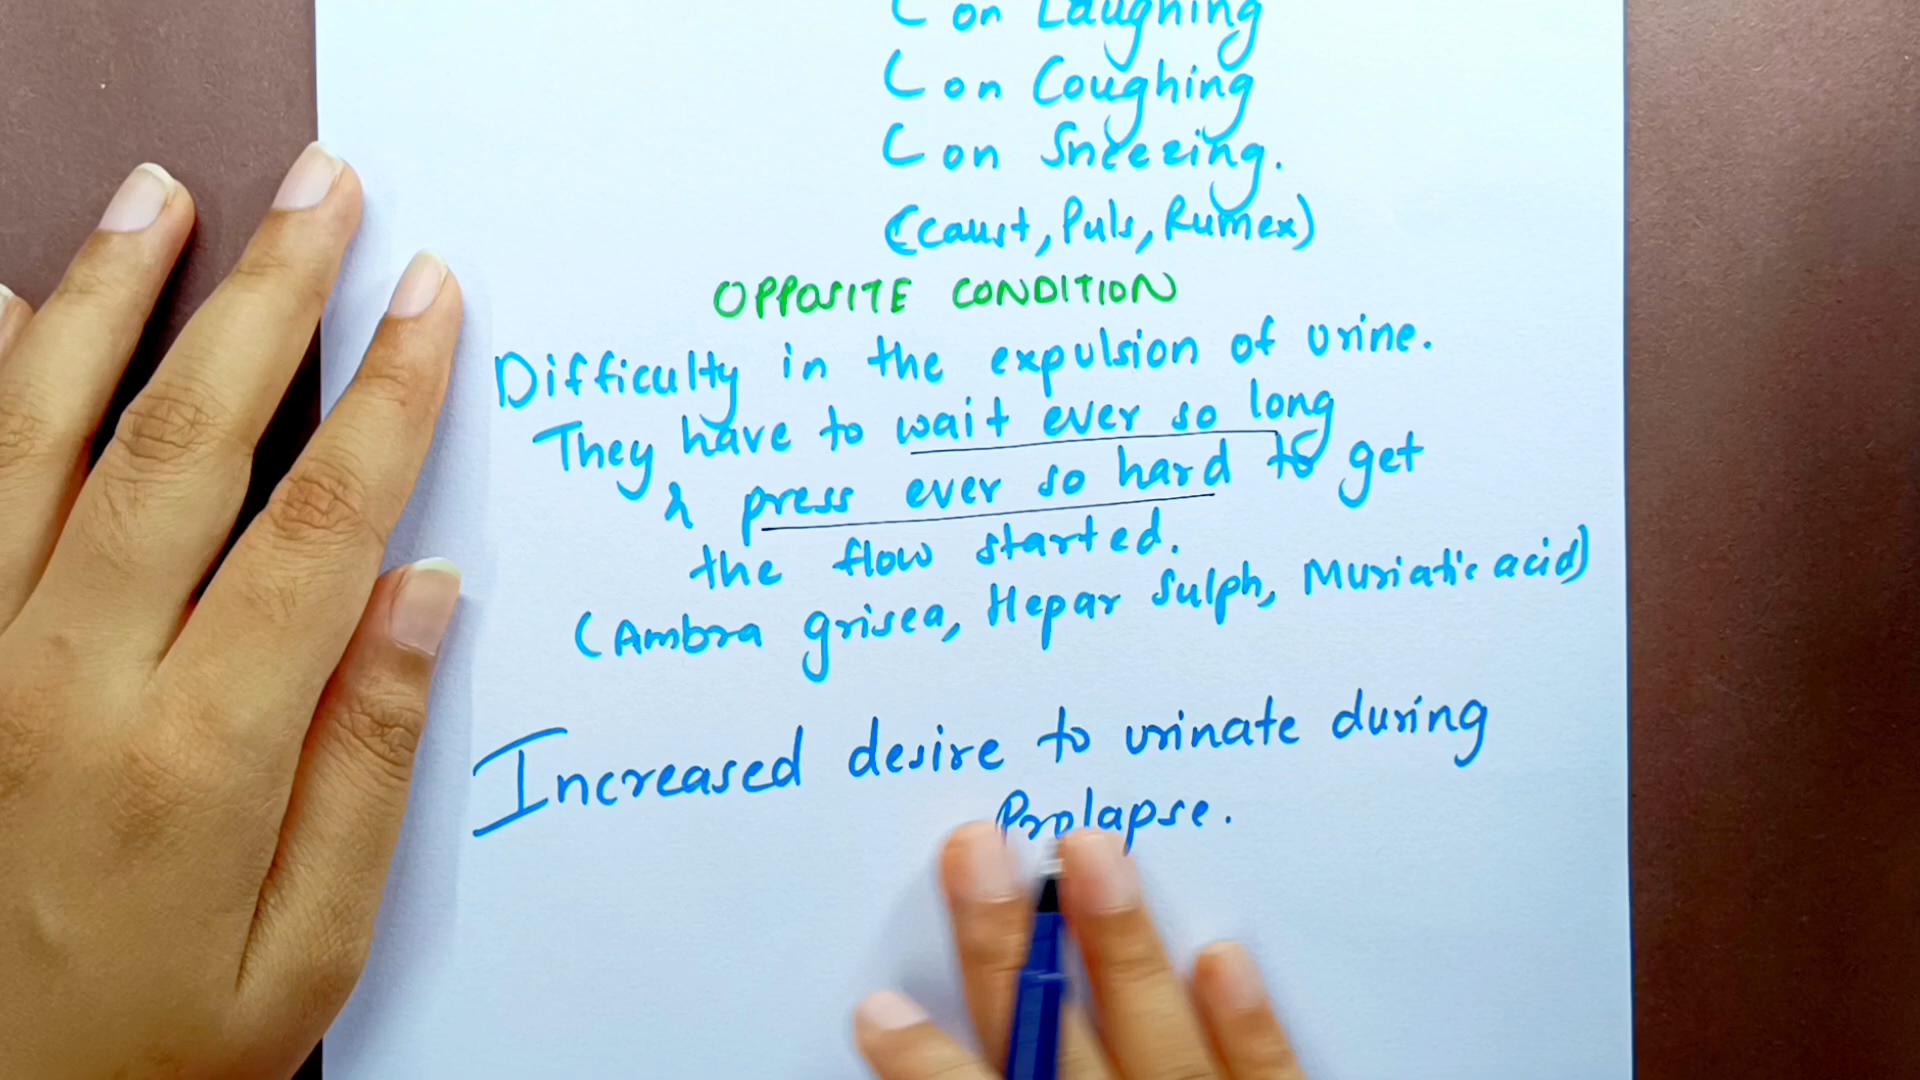 C on Laughing
C on Coughing
C on Sneezing.
(Caust, Puls, Rumex)
OPPOSITE CONDITION
Difficulty in the expulsion of urine.
They have to wait ever so long
& press ever so hard to get
the flow started.
(Ambra grisea, Hepar Sulph, Muriatic acid)
Increased desire to urinate during
Prolapse.